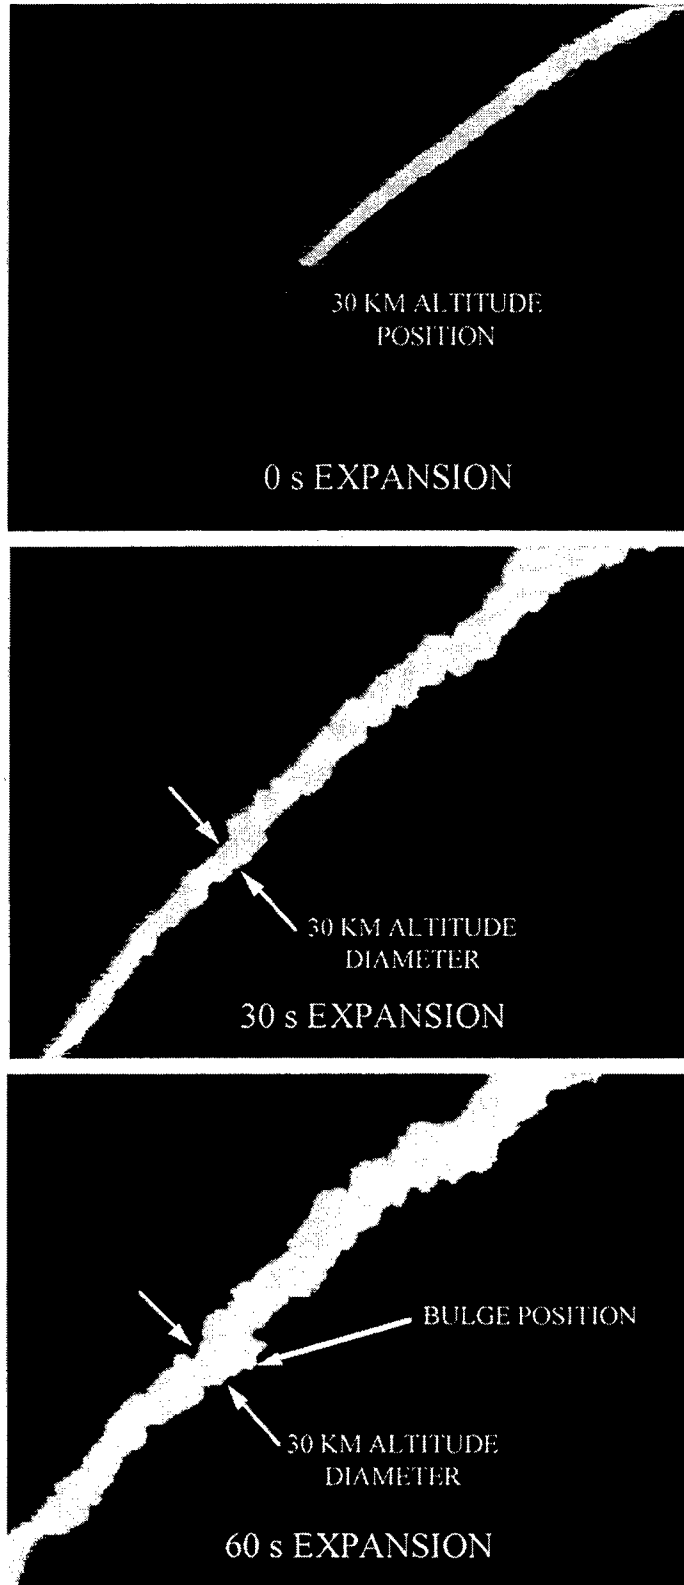 30 KM ALTITUDE
POSITION
0 s EXPANSION
30 KM ALTITUDE
DIAMETER
30 s EXPANSION
BULGE POSITION
30 KM ALTITUDE
DIAMETER
60 s EXPANSION